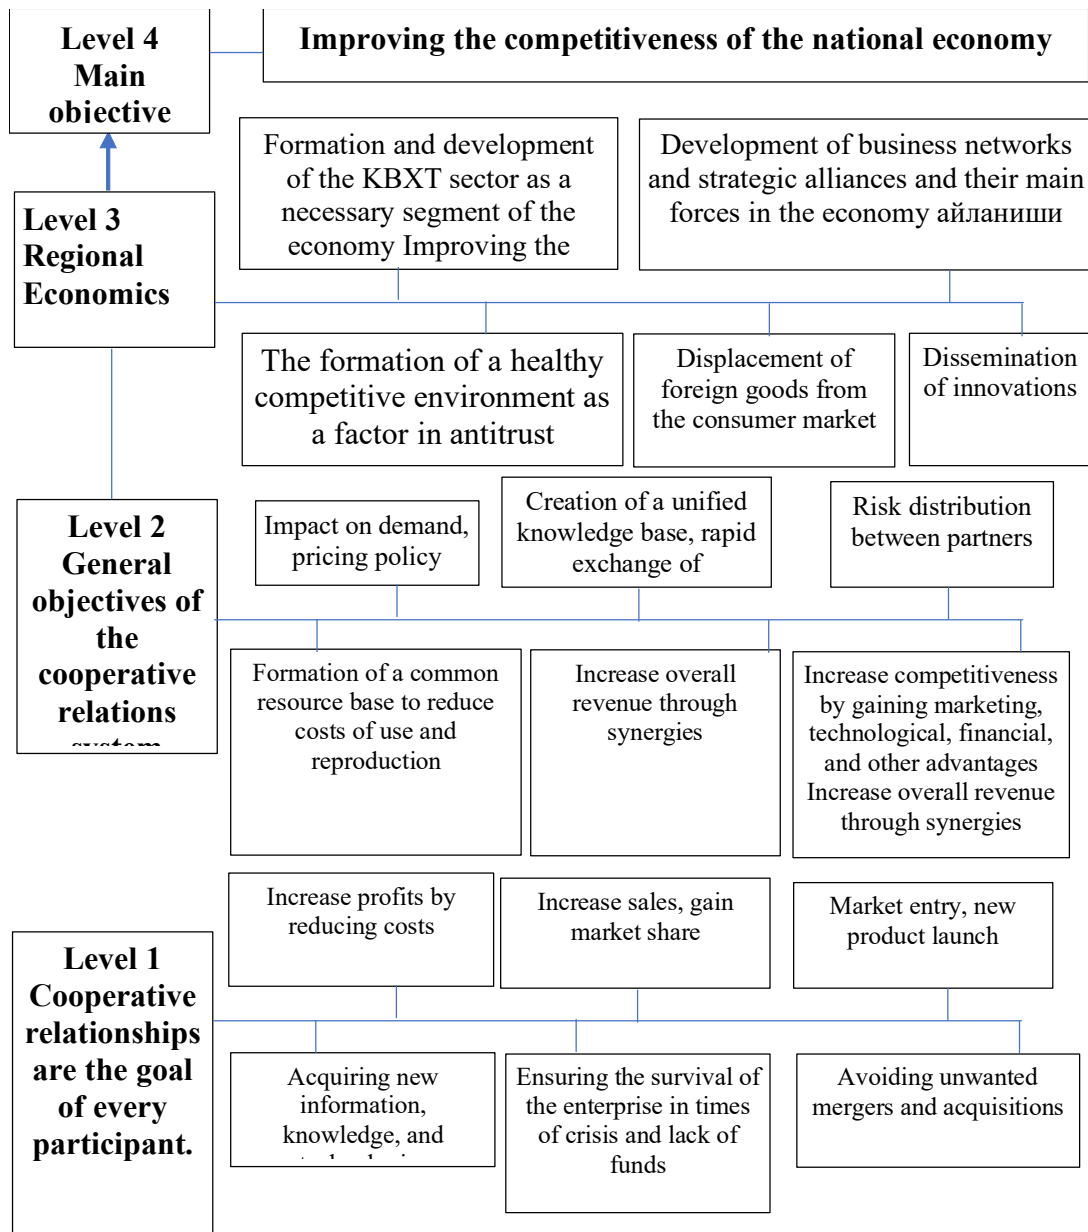 Level 4
Main
objective
Improving the competitiveness of the national economy
Formation and development
of the KBXT sector as a
necessary segment of the
economy Improving the
Development of business networks
and strategic alliances and their main
forces in the economy айланиши
Level 3
Regional
Economics
The formation of a healthy
competitive environment as
a factor in antitrust
Displacement of
foreign goods from
the consumer market
Dissemination
of innovations
Level 2
General
objectives of
the
cooperative
relations
Impact on demand,
pricing policy
Creation of a unified
knowledge base, rapid
exchange of
Risk distribution
between partners
Formation of a common
resource base to reduce
costs of use and
reproduction
Increase overall
revenue through
synergies
Increase competitiveness
by gaining marketing,
technological, financial,
and other advantages
Increase overall revenue
through synergies
Level 1
Cooperative
relationships
are the goal
of every
participant.
Increase profits by
reducing costs
Increase sales, gain
market share
Market entry, new
product launch
Acquiring new
information,
knowledge, and
Ensuring the survival of
the enterprise in times
of crisis and lack of
funds
Avoiding unwanted
mergers and acquisitions